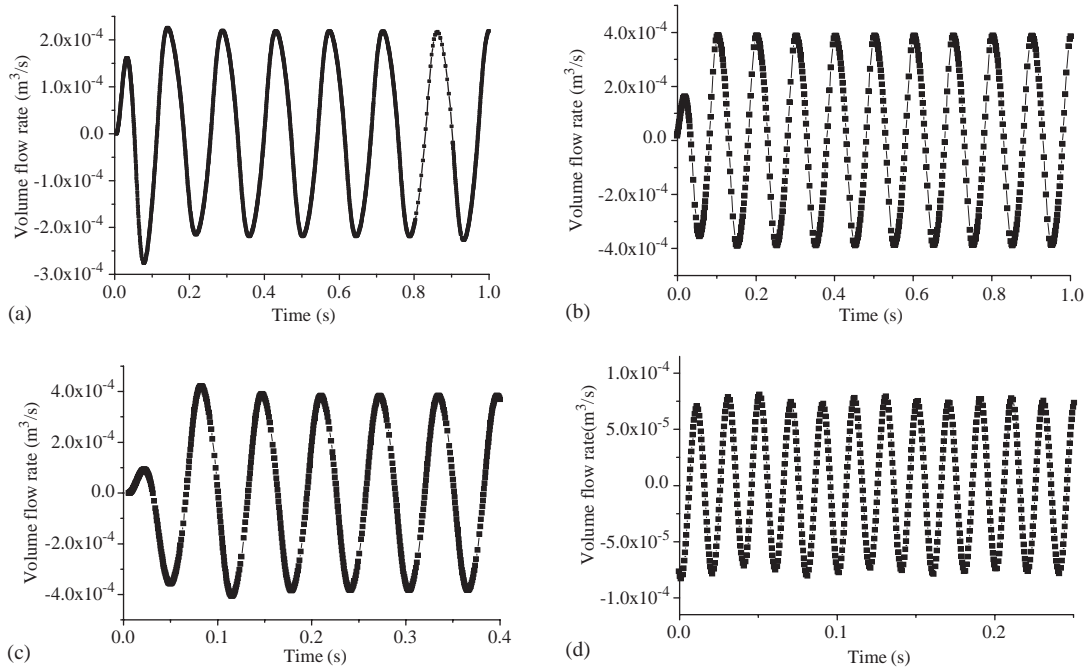 2.0x10⁻⁴
1.0x10⁻⁴
0.0
-1.0x10⁻⁴
-2.0x10⁻⁴
-3.0x10⁻⁴
Volume flow rate (m³/s)
0.0 0.2 0.4 0.6 0.8 1.0
Time (s)
(a)
4.0x10⁻⁴
2.0x10⁻⁴
0.0
-2.0x10⁻⁴
-4.0x10⁻⁴
Volume flow rate (m³/s)
0.0 0.2 0.4 0.6 0.8 1.0
Time (s)
(b)
4.0x10⁻⁴
2.0x10⁻⁴
0.0
-2.0x10⁻⁴
-4.0x10⁻⁴
Volume flow rate (m³/s)
0.0 0.1 0.2 0.3 0.4
Time (s)
(c)
1.0x10⁻⁴
5.0x10⁻⁵
0.0
-5.0x10⁻⁵
-1.0x10⁻⁴
Volume flow rate(m³/s)
0.0 0.1 0.2
Time (s)
(d)